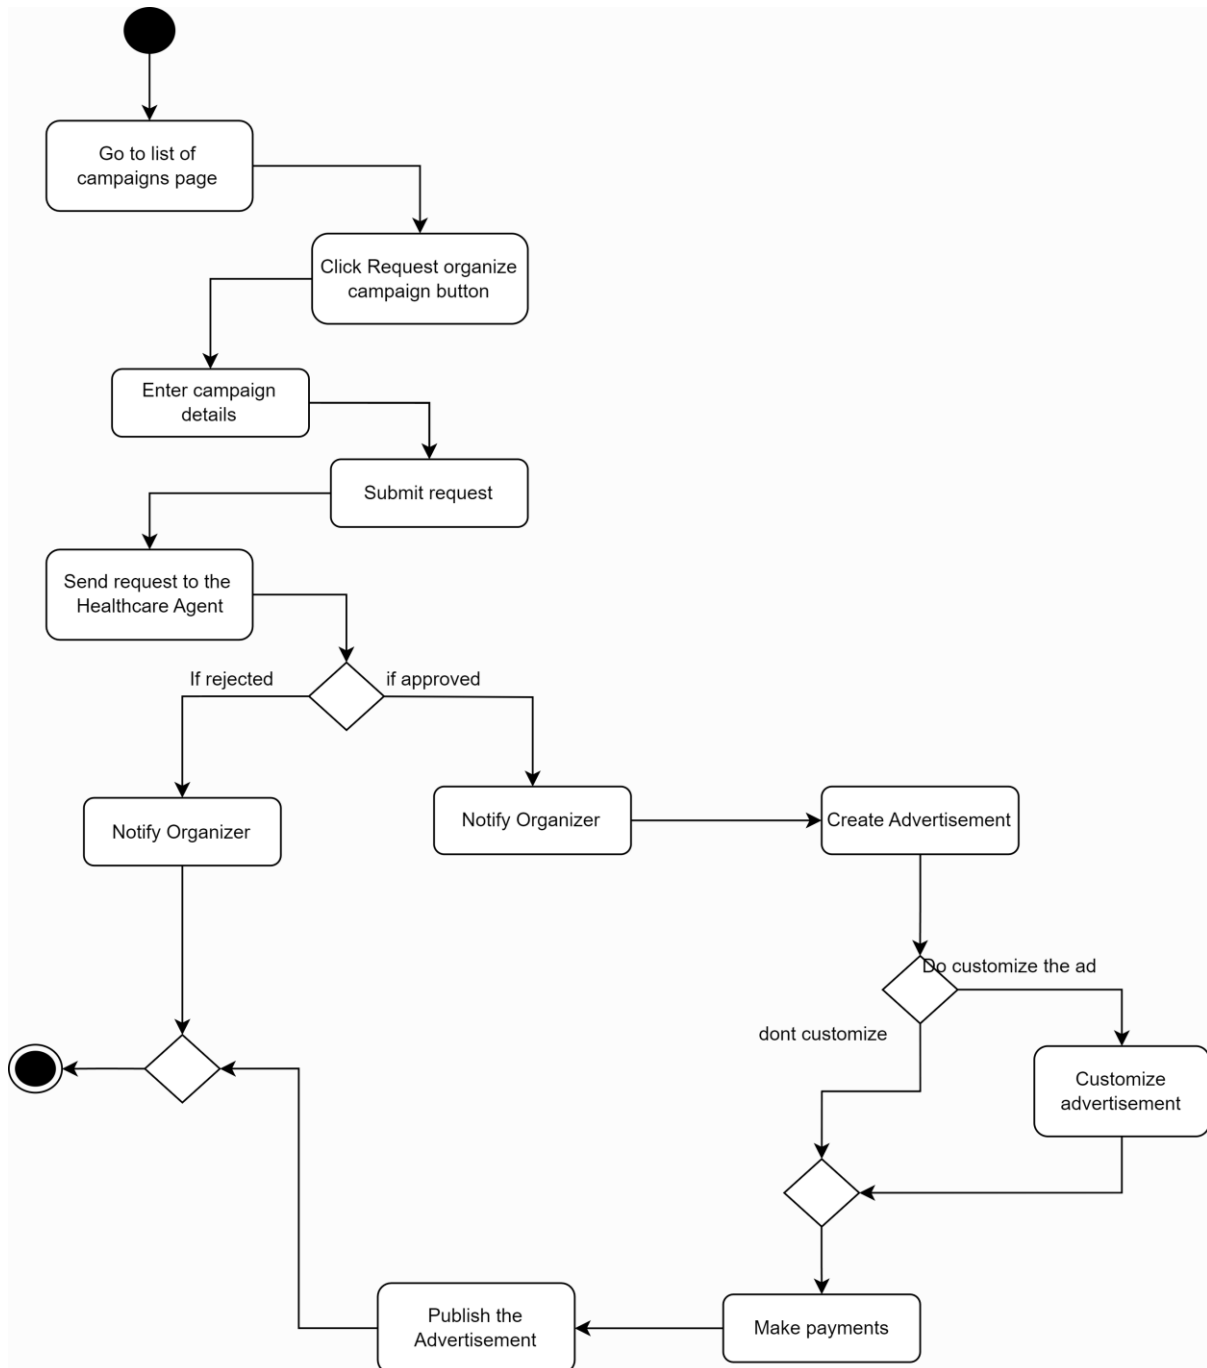 Go to list of
campaigns page
Click Request organize
campaign button
Enter campaign
details
Submit request
Send request to the
Healthcare Agent
If rejected
if approved
Notify Organizer
Notify Organizer
Create Advertisement
Do customize the ad
dont customize
Customize
advertisement
Publish the
Advertisement
Make payments